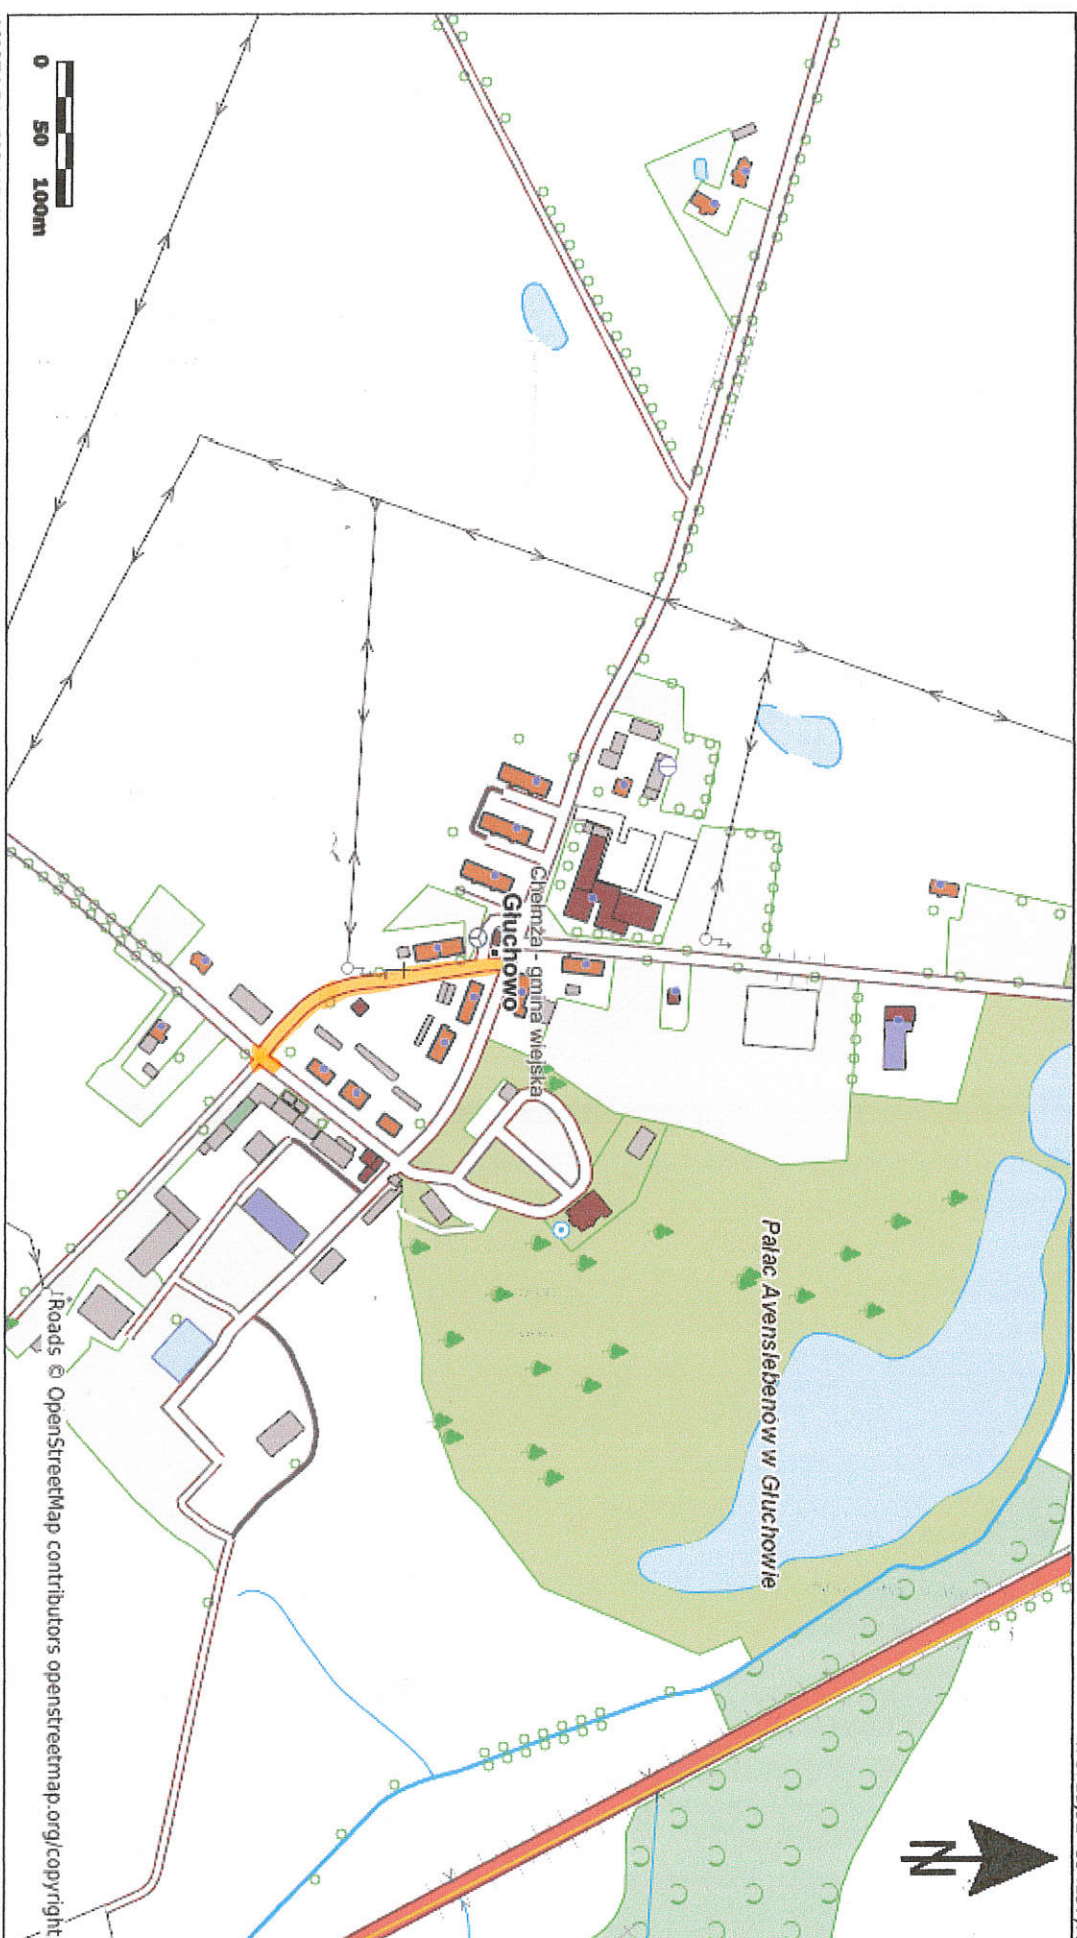 0 50 100m
Chełmża - gmina wiejska
Głuchowo
Pałac Avenslebenów w Głuchowie
N
Roads © OpenStreetMap contributors openstreetmap.org/copyright